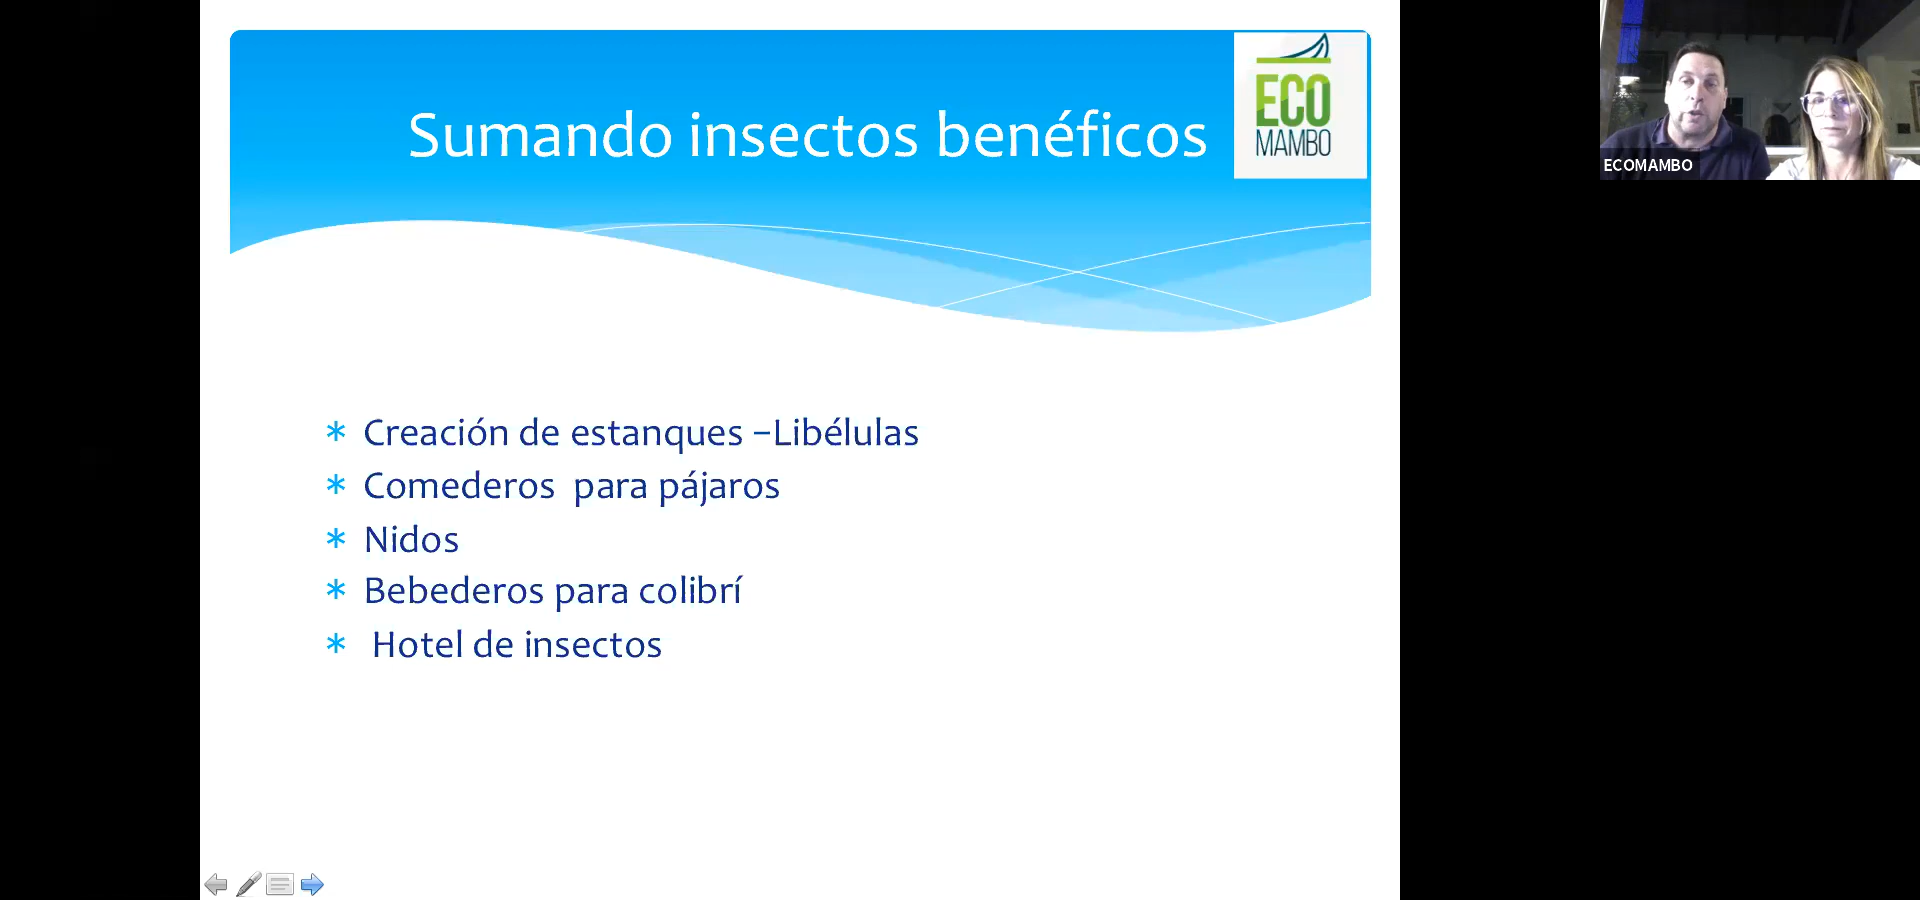 Sumando insectos benéficos
ECO
MAMBO
ECOMAMBO
* Creación de estanques –Libélulas
* Comederos para pájaros
* Nidos
* Bebederos para colibrí
* Hotel de insectos